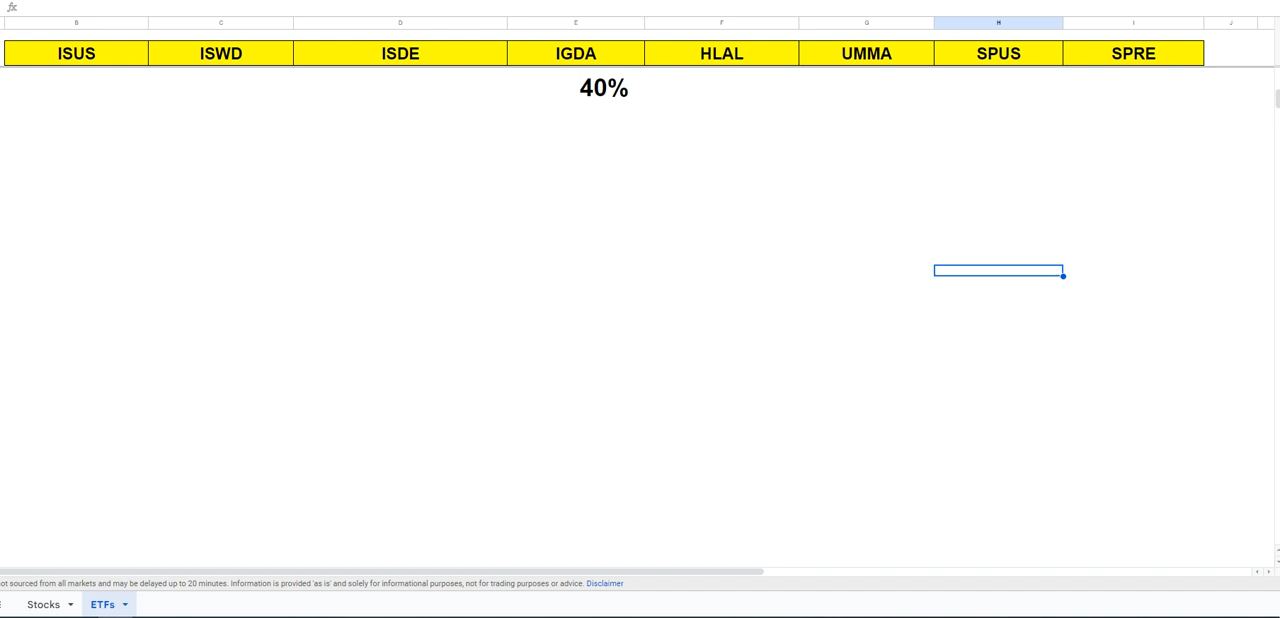 fx
B C D E F G H I J
ISUS ISWD ISDE IGDA HLAL UMMA SPUS SPRE
40%
ot sourced from all markets and may be delayed up to 20 minutes. Information is provided 'as is' and solely for informational purposes, not for trading purposes or advice. Disclaimer
Stocks ETFs